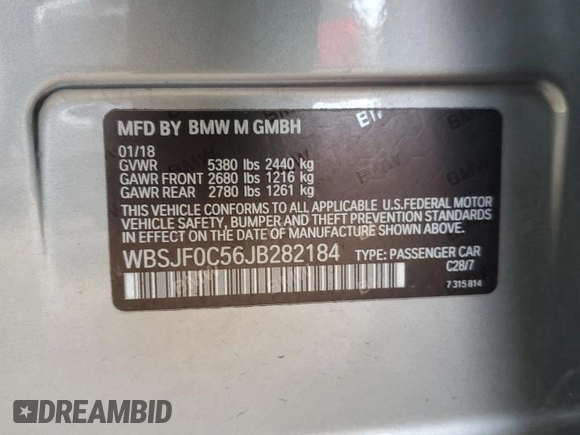 MFD BY BMW M GMBH
01/18
GVWR 5380 lbs 2440 kg
GAWR FRONT 2680 lbs 1216 kg
GAWR REAR 2780 lbs 1261 kg
THIS VEHICLE CONFORMS TO ALL APPLICABLE U.S.FEDERAL MOTOR
VEHICLE SAFETY, BUMPER AND THEFT PREVENTION STANDARDS
IN EFFECT ON THE DATE OF MANUFACTURE SHOWN ABOVE.
WBSJF0C56JB282184 TYPE: PASSENGER CAR
C28/7
7 315 814
DREAMBID